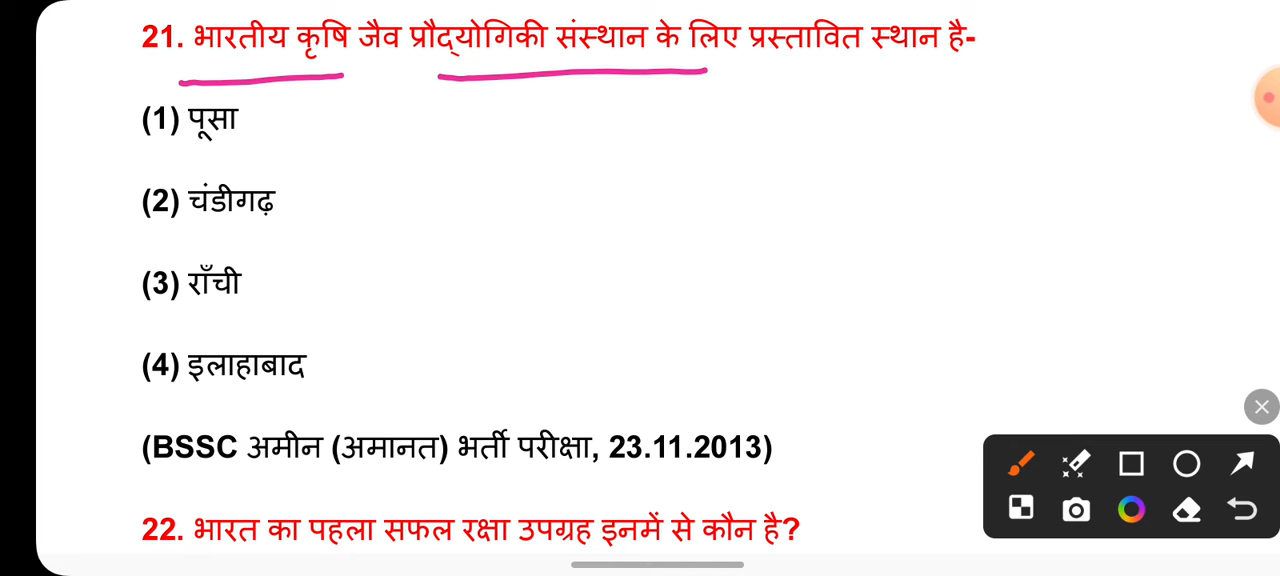 21. भारतीय कृषि जैव प्रौद्योगिकी संस्थान के लिए प्रस्तावित स्थान है-
(1) पूसा
(2) चंडीगढ़
(3) राँची
(4) इलाहाबाद
(BSSC अमीन (अमानत) भर्ती परीक्षा, 23.11.2013)
22. भारत का पहला सफल रक्षा उपग्रह इनमें से कौन है?